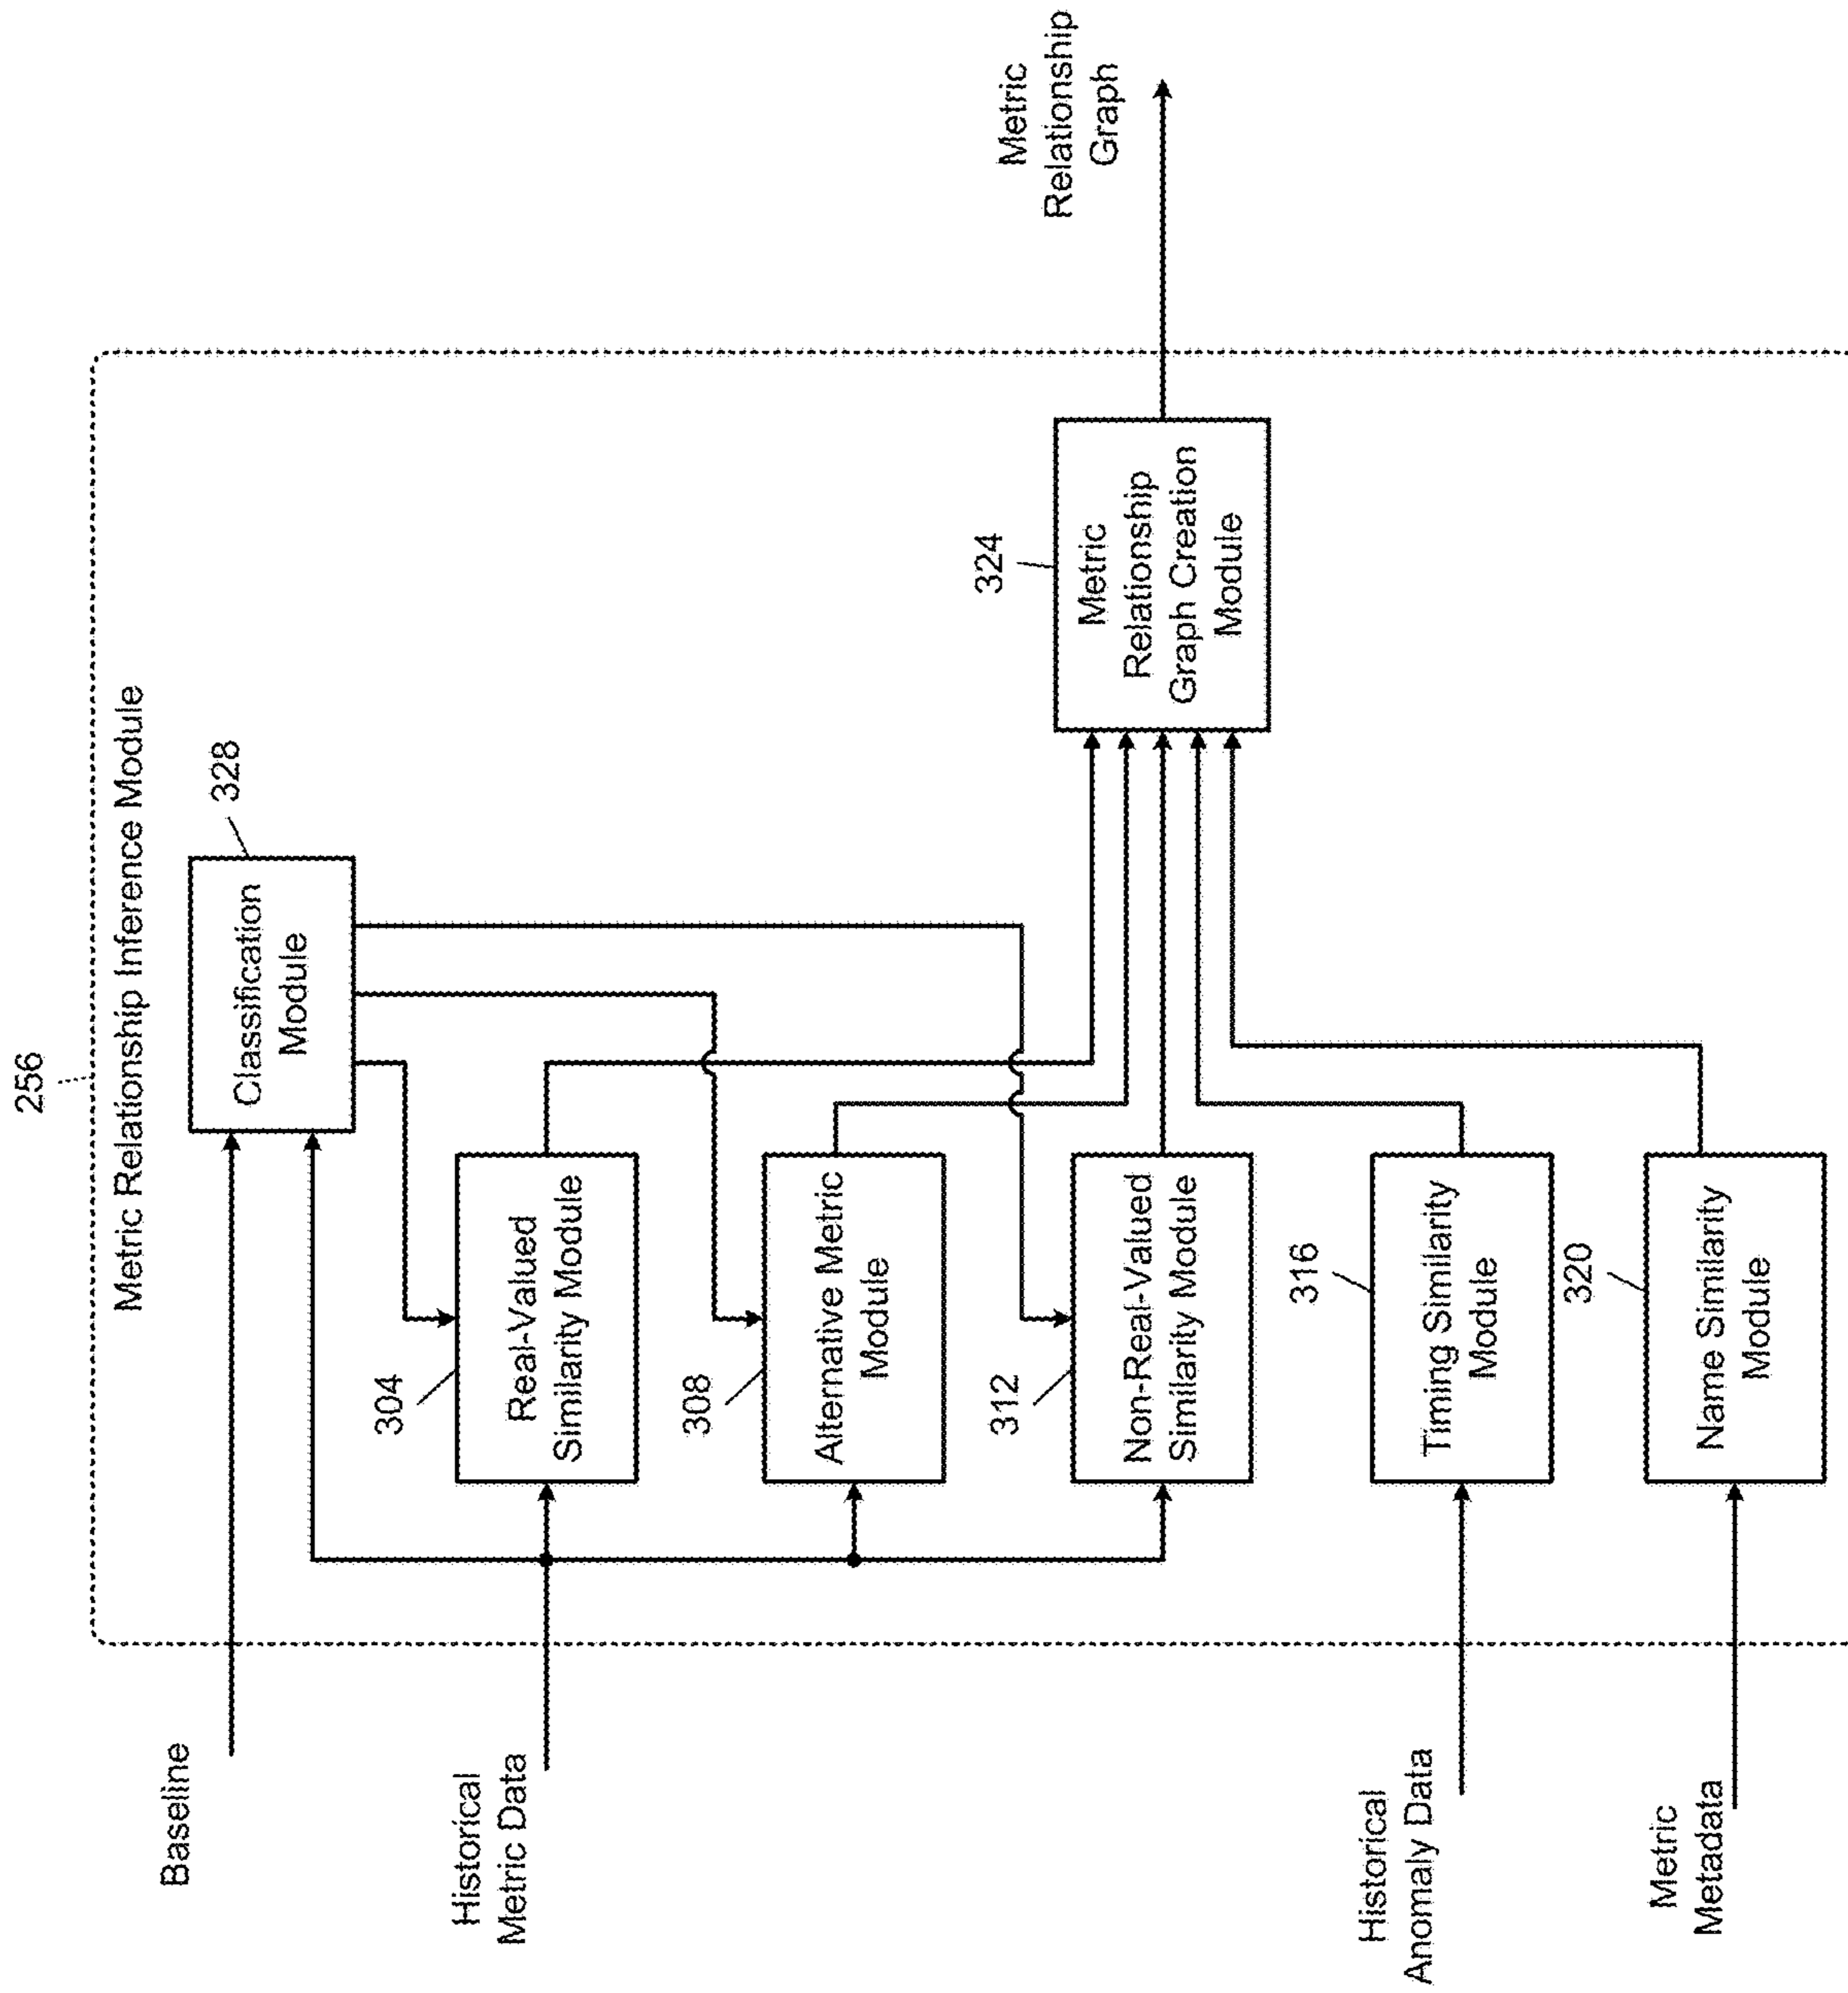 256
Metric Relationship Inference Module
Baseline
Classification
Module
328
Historical
Metric Data
304
Real-Valued
Similarity Module
308
Alternative Metric
Module
312
Non-Real-Valued
Similarity Module
Historical
Anomaly Data
316
Timing Similarity
Module
Metric
Metadata
320
Name Similarity
Module
324
Metric
Relationship
Graph Creation
Module
Metric
Relationship
Graph